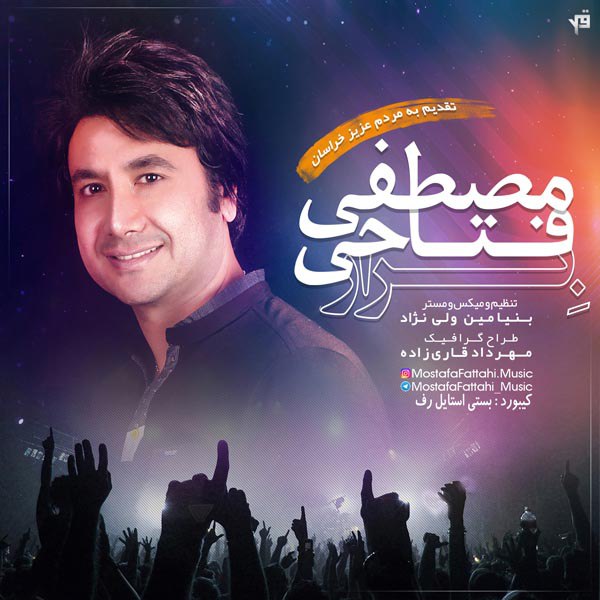 تقدیم به مردم عزیز خراسان
مصطفی
فتاحی
تنظیم و میکس و مستر
بنیامین ولی نژاد
طراح گرافیک
مهرداد قاری زاده
MostafaFattahi.Music
MostafaFattahi_Music
کیبورد : بستی استایل رف